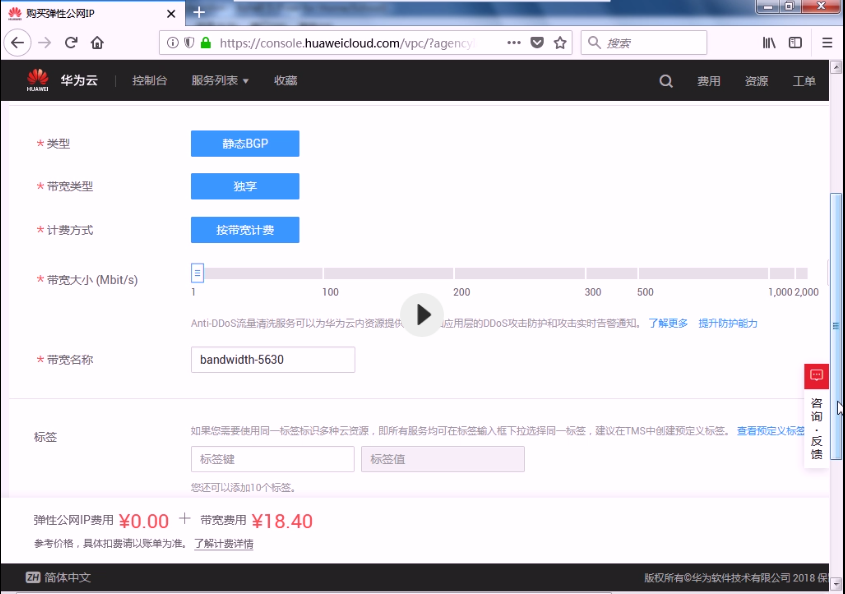 购买弹性公网IP
https://console.huaweicloud.com/vpc/?agency
搜索
HUAWEI
华为云
控制台
服务列表
收藏
费用
资源
工单
* 类型
静态BGP
* 带宽类型
独享
* 计费方式
按带宽计费
* 带宽大小 (Mbit/s)
1 100 200 300 500 1,000 2,000
Anti-DDoS流量清洗服务可以为华为云内资源提供 应用层的DDoS攻击防护和攻击实时告警通知。 了解更多 提升防护能力
* 带宽名称
bandwidth-5630
咨询·反馈
标签
如果您需要使用同一标签标识多种云资源，即所有服务均可在标签输入框下拉选择同一标签，建议在TMS中创建预定义标签。 查看预定义标签
标签键
标签值
您还可以添加10个标签。
弹性公网IP费用 ¥0.00 + 带宽费用 ¥18.40
参考价格，具体扣费请以账单为准。 了解计费详情
ZH 简体中文
版权所有©华为软件技术有限公司 2018 保